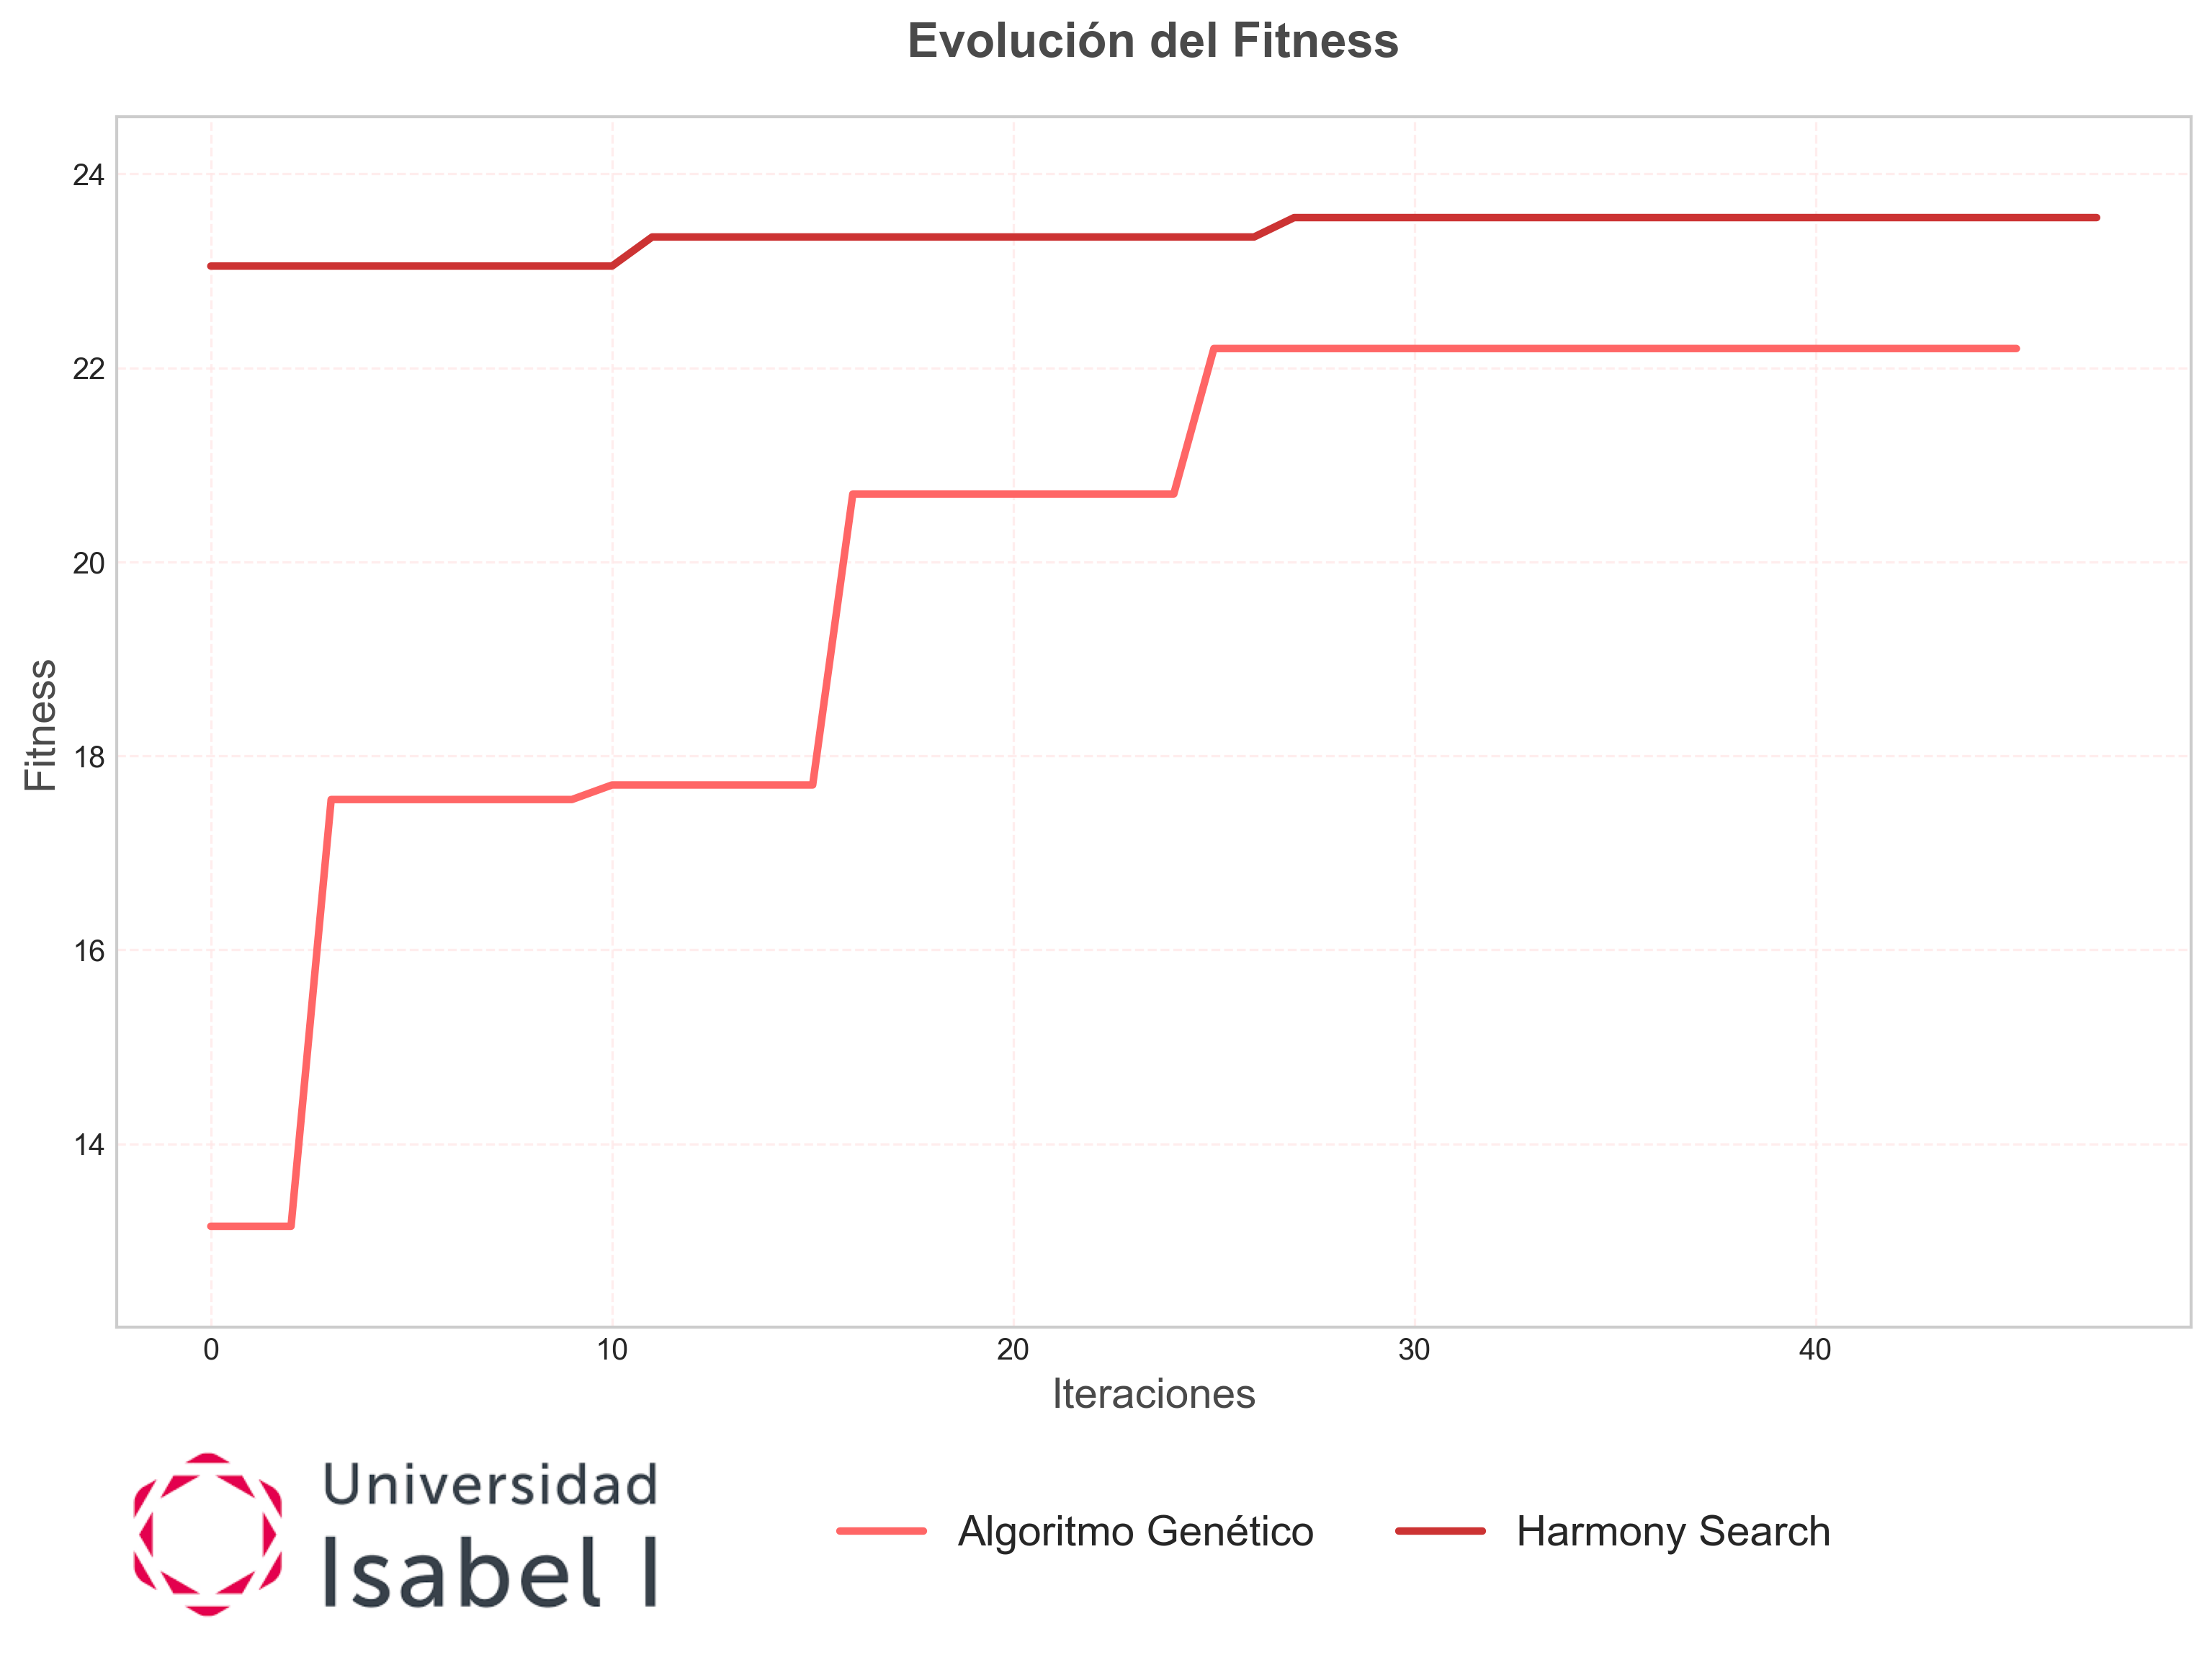 Evolución del Fitness
24
22
20
18
16
14
Fitness
0 10 20 30 40
Iteraciones
Universidad
Isabel I
Algoritmo Genético Harmony Search